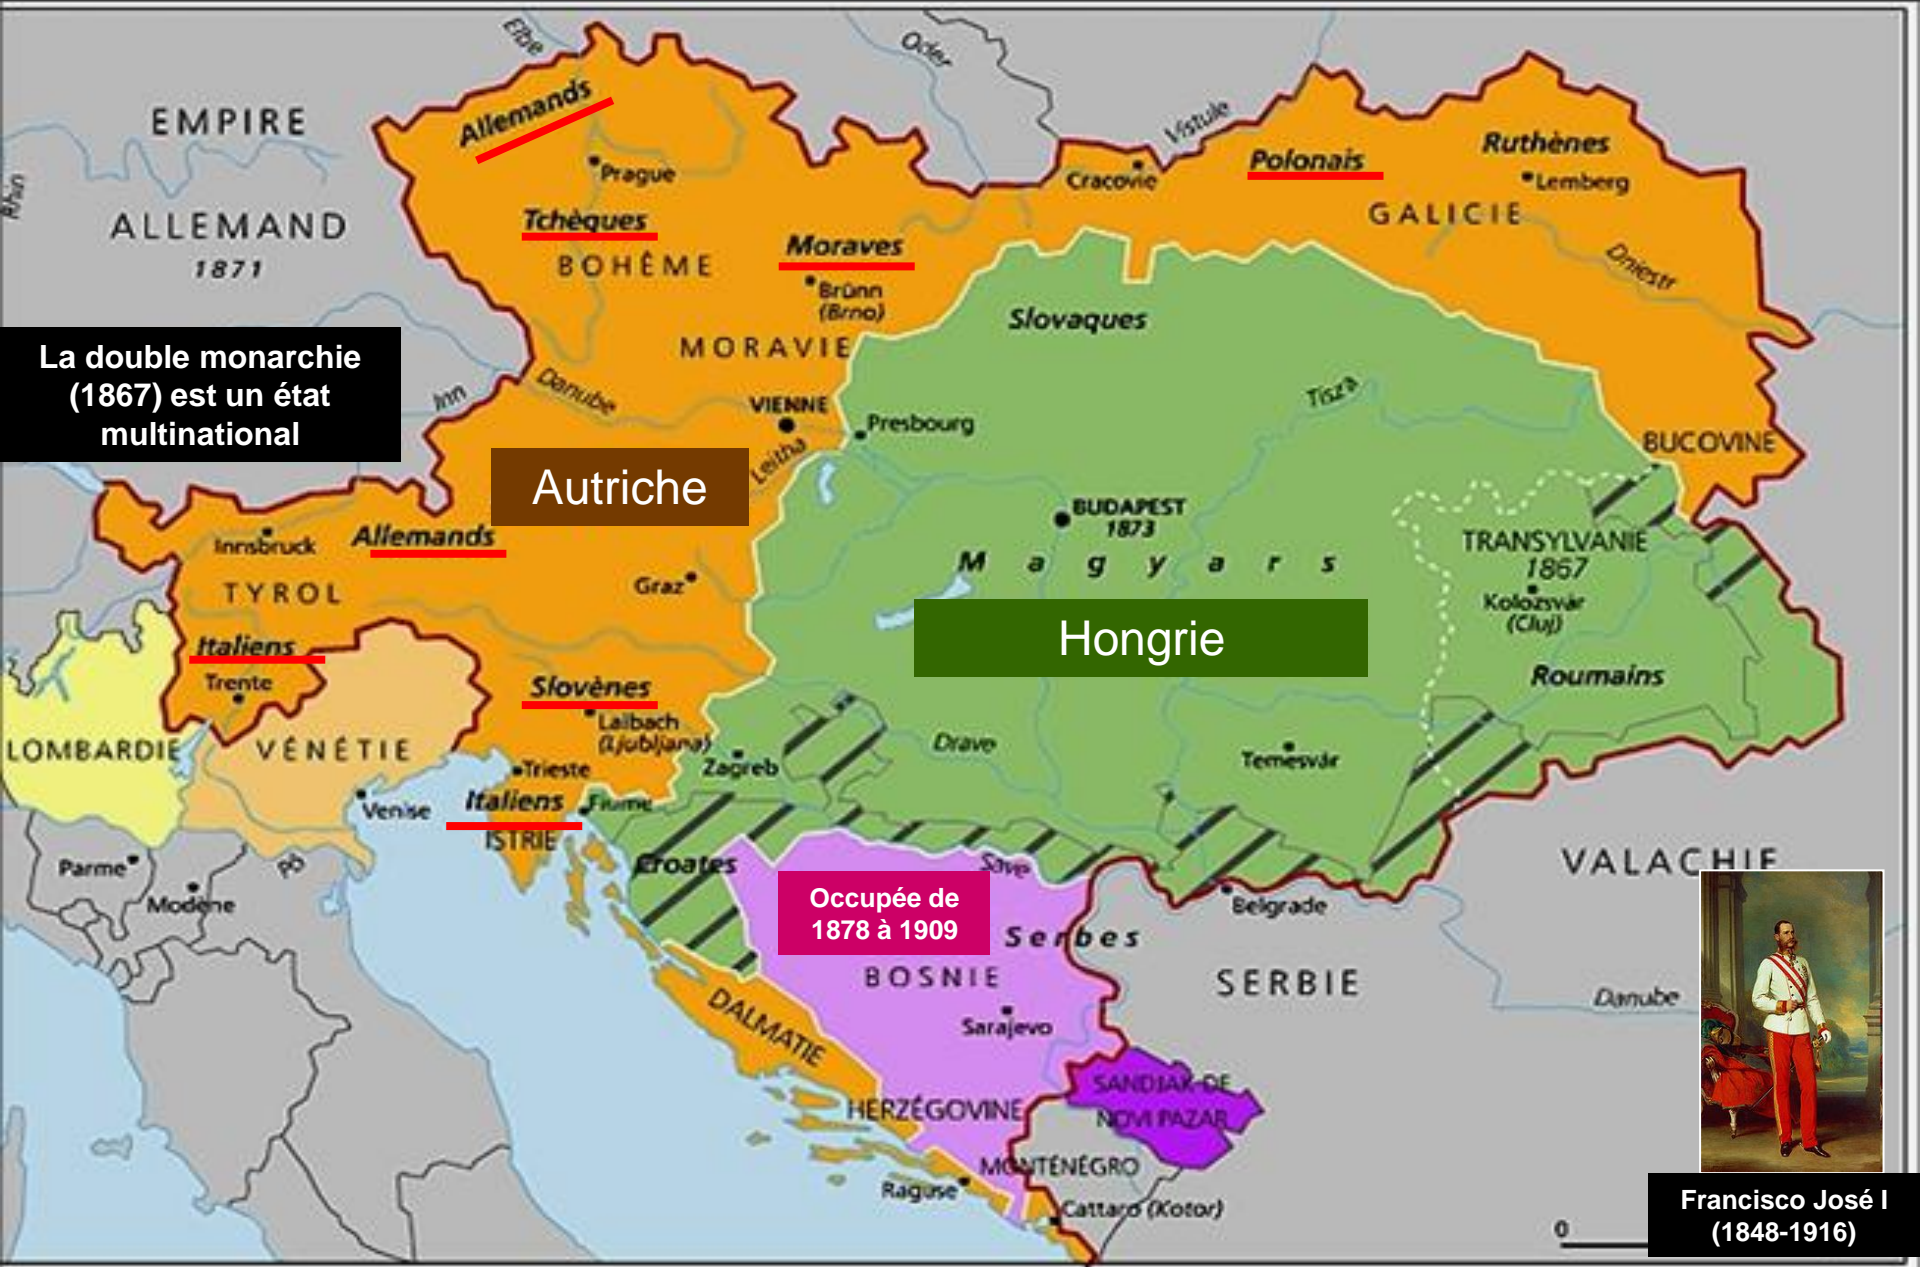 Elbe
Oder
Allemands
EMPIRE
Vistule
Ruthènes
Polonais
Prague
Cracovie
Lemberg
Rhin
ALLEMAND
Tchèques
GALICIE
1871
Moraves
BOHÊME
Dniestr
Brünn
(Brno)
Slovaques
MORAVIE
La double monarchie
(1867) est un état
multinational
Inn
Danube
VIENNE
Tisza
Presbourg
BUCOVINE
Leitha
Autriche
BUDAPEST
1873
Innsbruck
Allemands
TRANSYLVANIE
1867
Magyars
TYROL
Graz
Kolozsvár
(Cluj)
Hongrie
Italiens
Trente
Slovènes
Roumains
LOMBARDIE
VÉNÉTIE
Laibach
(Ljubljana)
Drave
Zagreb
Temesvár
Trieste
Venise
Italiens
Fiume
ISTRIE
Parme
Pô
Croates
Save
VALACHIE
Modène
Occupée de
1878 à 1909
Belgrade
Serbes
BOSNIE
SERBIE
Danube
DALMATIE
Sarajevo
SANDJAK DE
NOVI PAZAR
HERZÉGOVINE
MONTÉNÉGRO
Raguse
Cattaro (Kotor)
0
Francisco José I
(1848-1916)